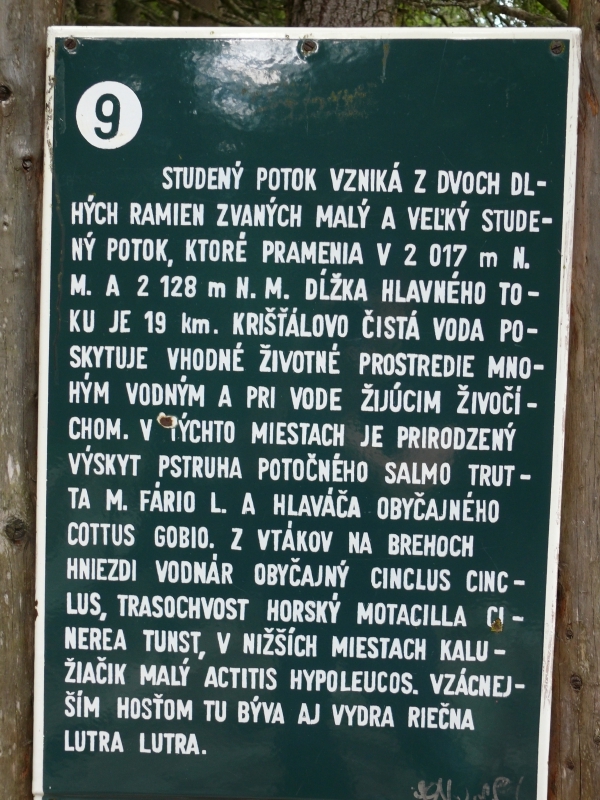 9
STUDENÝ POTOK VZNIKÁ Z DVOCH DL-
HÝCH RAMIEN ZVANÝCH MALÝ A VEĽKÝ STUDE-
NÝ POTOK, KTORÉ PRAMENIA V 2 017 m N.
M. A 2 128 m N. M. DĹŽKA HLAVNÉHO TO-
KU JE 19 km. KRIŠŤÁLOVO ČISTÁ VODA PO-
SKYTUJE VHODNÉ ŽIVOTNÉ PROSTREDIE MNO-
HÝM VODNÝM A PRI VODE ŽIJÚCIM ŽIVOČÍ-
CHOM. V TÝCHTO MIESTACH JE PRIRODZENÝ
VÝSKYT PSTRUHA POTOČNÉHO SALMO TRUT-
TA M. FÁRIO L. A HLAVÁČA OBYČAJNÉHO
COTTUS GOBIO. Z VTÁKOV NA BREHOCH
HNIEZDI VODNÁR OBYČAJNÝ CINCLUS CINC-
LUS, TRASOCHVOST HORSKÝ MOTACILLA CI-
NEREA TUNST, V NIŽŠÍCH MIESTACH KALU-
ŽIAČIK MALÝ ACTITIS HYPOLEUCOS. VZÁCNEJ-
ŠÍM HOSŤOM TU BÝVA AJ VYDRA RIEČNA
LUTRA LUTRA.